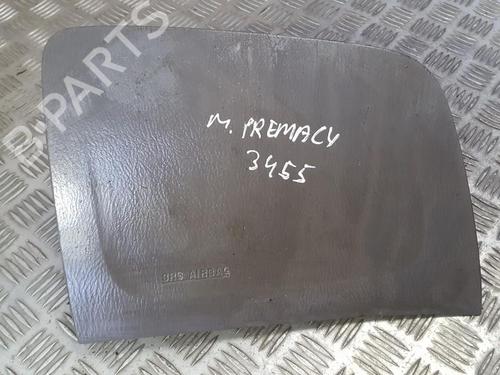 B-PARTS
M. PREMACY
3455
SRS AIRBAG